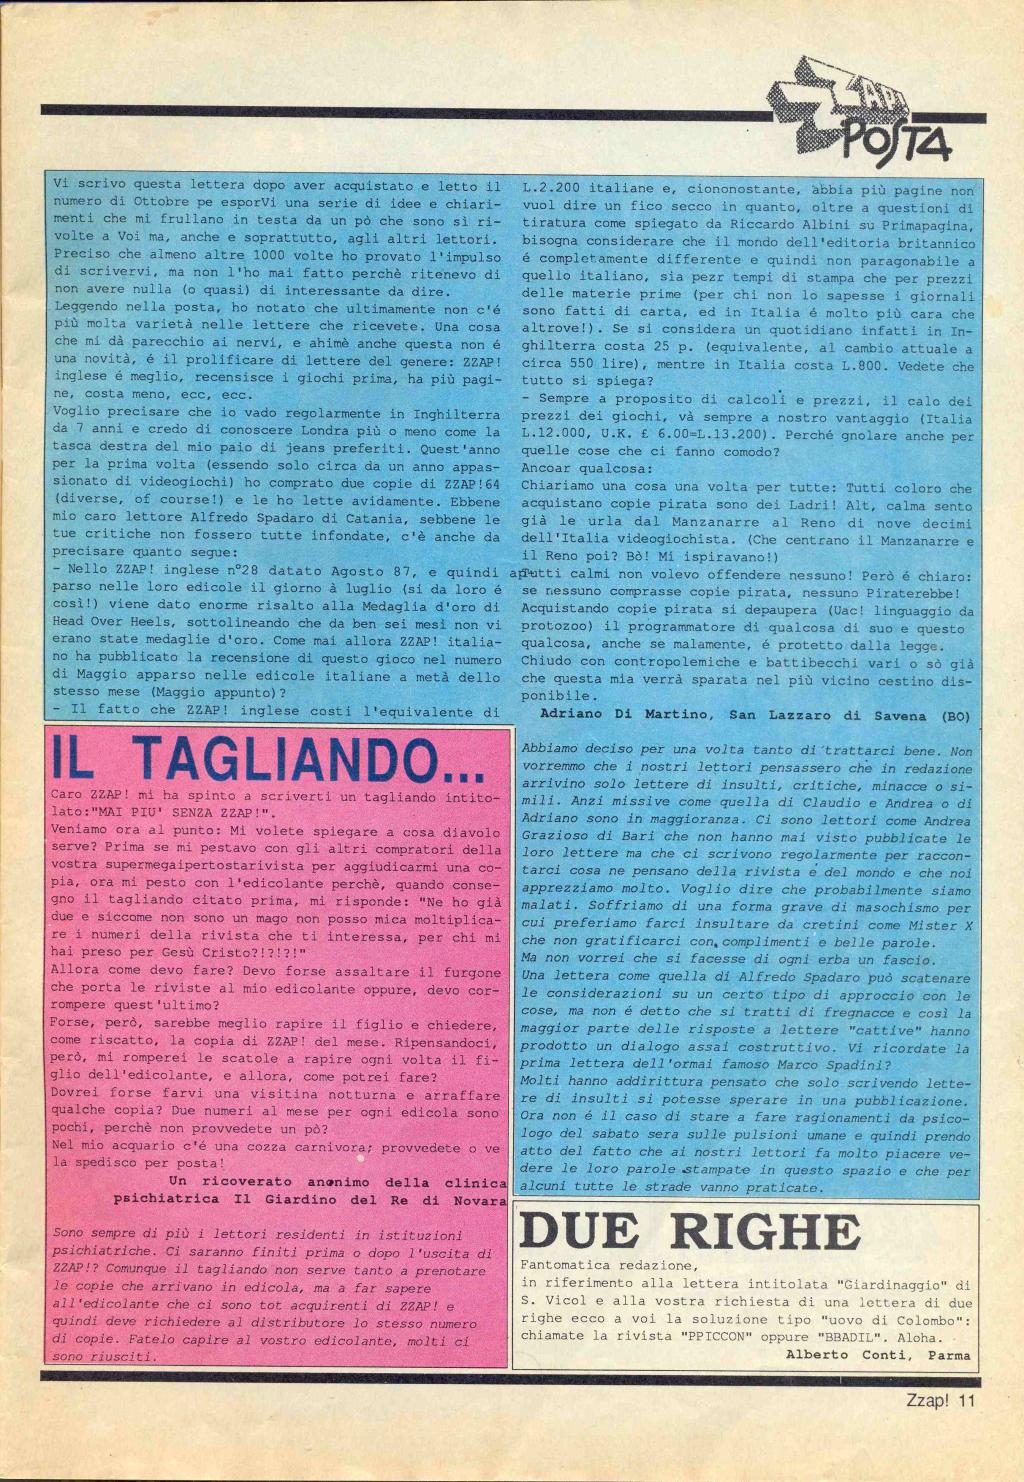 ZZAP!
POSTA
Vi scrivo questa lettera dopo aver acquistato e letto il
numero di Ottobre pe esporVi una serie di idee e chiari-
menti che mi frullano in testa da un pò che sono sì ri-
volte a Voi ma, anche e soprattutto, agli altri lettori.
Preciso che almeno altre 1000 volte ho provato l'impulso
di scrivervi, ma non l'ho mai fatto perchè ritenevo di
non avere nulla (o quasi) di interessante da dire.
Leggendo nella posta, ho notato che ultimamente non c'é
più molta varietà nelle lettere che ricevete. Una cosa
che mi dà parecchio ai nervi, e ahimè anche questa non é
una novità, é il prolificare di lettere del genere: ZZAP!
inglese é meglio, recensisce i giochi prima, ha più pagi-
ne, costa meno, ecc, ecc.
Voglio precisare che io vado regolarmente in Inghilterra
da 7 anni e credo di conoscere Londra più o meno come la
tasca destra del mio paio di jeans preferiti. Quest'anno
per la prima volta (essendo solo circa da un anno appas-
sionato di videogiochi) ho comprato due copie di ZZAP!64
(diverse, of course!) e le ho lette avidamente. Ebbene
mio caro lettore Alfredo Spadaro di Catania, sebbene le
tue critiche non fossero tutte infondate, c'è anche da
precisare quanto segue:
- Nello ZZAP! inglese n°28 datato Agosto 87, e quindi ap-
parso nelle loro edicole il giorno à luglio (si da loro é
così!) viene dato enorme risalto alla Medaglia d'oro di
Head Over Heels, sottolineando che da ben sei mesi non vi
erano state medaglie d'oro. Come mai allora ZZAP! italia-
no ha pubblicato la recensione di questo gioco nel numero
di Maggio apparso nelle edicole italiane a metà dello
stesso mese (Maggio appunto)?
- Il fatto che ZZAP! inglese costi l'equivalente di
L.2.200 italiane e, ciononostante, abbia più pagine non
vuol dire un fico secco in quanto, oltre a questioni di
tiratura come spiegato da Riccardo Albini su Primapagina,
bisogna considerare che il mondo dell'editoria britannico
é completamente differente e quindi non paragonabile a
quello italiano, sia pezr tempi di stampa che per prezzi
delle materie prime (per chi non lo sapesse i giornali
sono fatti di carta, ed in Italia é molto più cara che
altrove!). Se si considera un quotidiano infatti in In-
ghilterra costa 25 p. (equivalente, al cambio attuale a
circa 550 lire), mentre in Italia costa L.800. Vedete che
tutto si spiega?
- Sempre a proposito di calcoli e prezzi, il calo dei
prezzi dei giochi, và sempre a nostro vantaggio (Italia
L.12.000, U.K. £ 6.00=L.13.200). Perché gnolare anche per
quelle cose che ci fanno comodo?
Ancoar qualcosa:
Chiariamo una cosa una volta per tutte: Tutti coloro che
acquistano copie pirata sono dei Ladri! Alt, calma sento
già le urla dal Manzanarre al Reno di nove decimi
dell'Italia videogiochista. (Che centrano il Manzanarre e
il Reno poi? Bò! Mi ispiravano!)
Tutti calmi non volevo offendere nessuno! Però é chiaro:
se nessuno comprasse copie pirata, nessuno Piraterebbe!
Acquistando copie pirata si depaupera (Uac! linguaggio da
protozoo) il programmatore di qualcosa di suo e questo
qualcosa, anche se malamente, é protetto dalla legge.
Chiudo con contropolemiche e battibecchi vari o sò già
che questa mia verrà sparata nel più vicino cestino dis-
ponibile.
Adriano Di Martino, San Lazzaro di Savena (BO)
Abbiamo deciso per una volta tanto di trattarci bene. Non
vorremmo che i nostri lettori pensassero che in redazione
arrivino solo lettere di insulti, critiche, minacce o si-
mili. Anzi missive come quella di Claudio e Andrea o di
Adriano sono in maggioranza. Ci sono lettori come Andrea
Grazioso di Bari che non hanno mai visto pubblicate le
loro lettere ma che ci scrivono regolarmente per raccon-
tarci cosa ne pensano della rivista e del mondo e che noi
apprezziamo molto. Voglio dire che probabilmente siamo
malati. Soffriamo di una forma grave di masochismo per
cui preferiamo farci insultare da cretini come Mister X
che non gratificarci con complimenti e belle parole.
Ma non vorrei che si facesse di ogni erba un fascio.
Una lettera come quella di Alfredo Spadaro può scatenare
le considerazioni su un certo tipo di approccio con le
cose, ma non é detto che si tratti di fregnacce e così la
maggior parte delle risposte a lettere "cattive" hanno
prodotto un dialogo assai costruttivo. Vi ricordate la
prima lettera dell'ormai famoso Marco Spadini?
Molti hanno addirittura pensato che solo scrivendo lette-
re di insulti si potesse sperare in una pubblicazione.
Ora non é il caso di stare a fare ragionamenti da psico-
logo del sabato sera sulle pulsioni umane e quindi prendo
atto del fatto che ai nostri lettori fa molto piacere ve-
dere le loro parole stampate in questo spazio e che per
alcuni tutte le strade vanno praticate.
IL TAGLIANDO...
Caro ZZAP! mi ha spinto a scriverti un tagliando intito-
lato:"MAI PIU' SENZA ZZAP!".
Veniamo ora al punto: Mi volete spiegare a cosa diavolo
serve? Prima se mi pestavo con gli altri compratori della
vostra supermegaipertostarivista per aggiudicarmi una co-
pia, ora mi pesto con l'edicolante perchè, quando conse-
gno il tagliando citato prima, mi risponde: "Ne ho già
due e siccome non sono un mago non posso mica moltiplica-
re i numeri della rivista che ti interessa, per chi mi
hai preso per Gesù Cristo?!?!?!"
Allora come devo fare? Devo forse assaltare il furgone
che porta le riviste al mio edicolante oppure, devo cor-
rompere quest'ultimo?
Forse, però, sarebbe meglio rapire il figlio e chiedere,
come riscatto, la copia di ZZAP! del mese. Ripensandoci,
però, mi romperei le scatole a rapire ogni volta il fi-
glio dell'edicolante, e allora, come potrei fare?
Dovrei forse farvi una visitina notturna e arraffare
qualche copia? Due numeri al mese per ogni edicola sono
pochi, perchè non provvedete un pò?
Nel mio acquario c'é una cozza carnivora; provvedete o ve
la spedisco per posta!
Un ricoverato anonimo della clinica
psichiatrica Il Giardino del Re di Novara
Sono sempre di più i lettori residenti in istituzioni
psichiatriche. Ci saranno finiti prima o dopo l'uscita di
ZZAP!? Comunque il tagliando non serve tanto a prenotare
le copie che arrivano in edicola, ma a far sapere
all'edicolante che ci sono tot acquirenti di ZZAP! e
quindi deve richiedere al distributore lo stesso numero
di copie. Fatelo capire al vostro edicolante, molti ci
sono riusciti.
DUE RIGHE
Fantomatica redazione,
in riferimento alla lettera intitolata "Giardinaggio" di
S. Vicol e alla vostra richiesta di una lettera di due
righe ecco a voi la soluzione tipo "uovo di Colombo":
chiamate la rivista "PPICCON" oppure "BBADIL". Aloha.
Alberto Conti, Parma
Zzap! 11